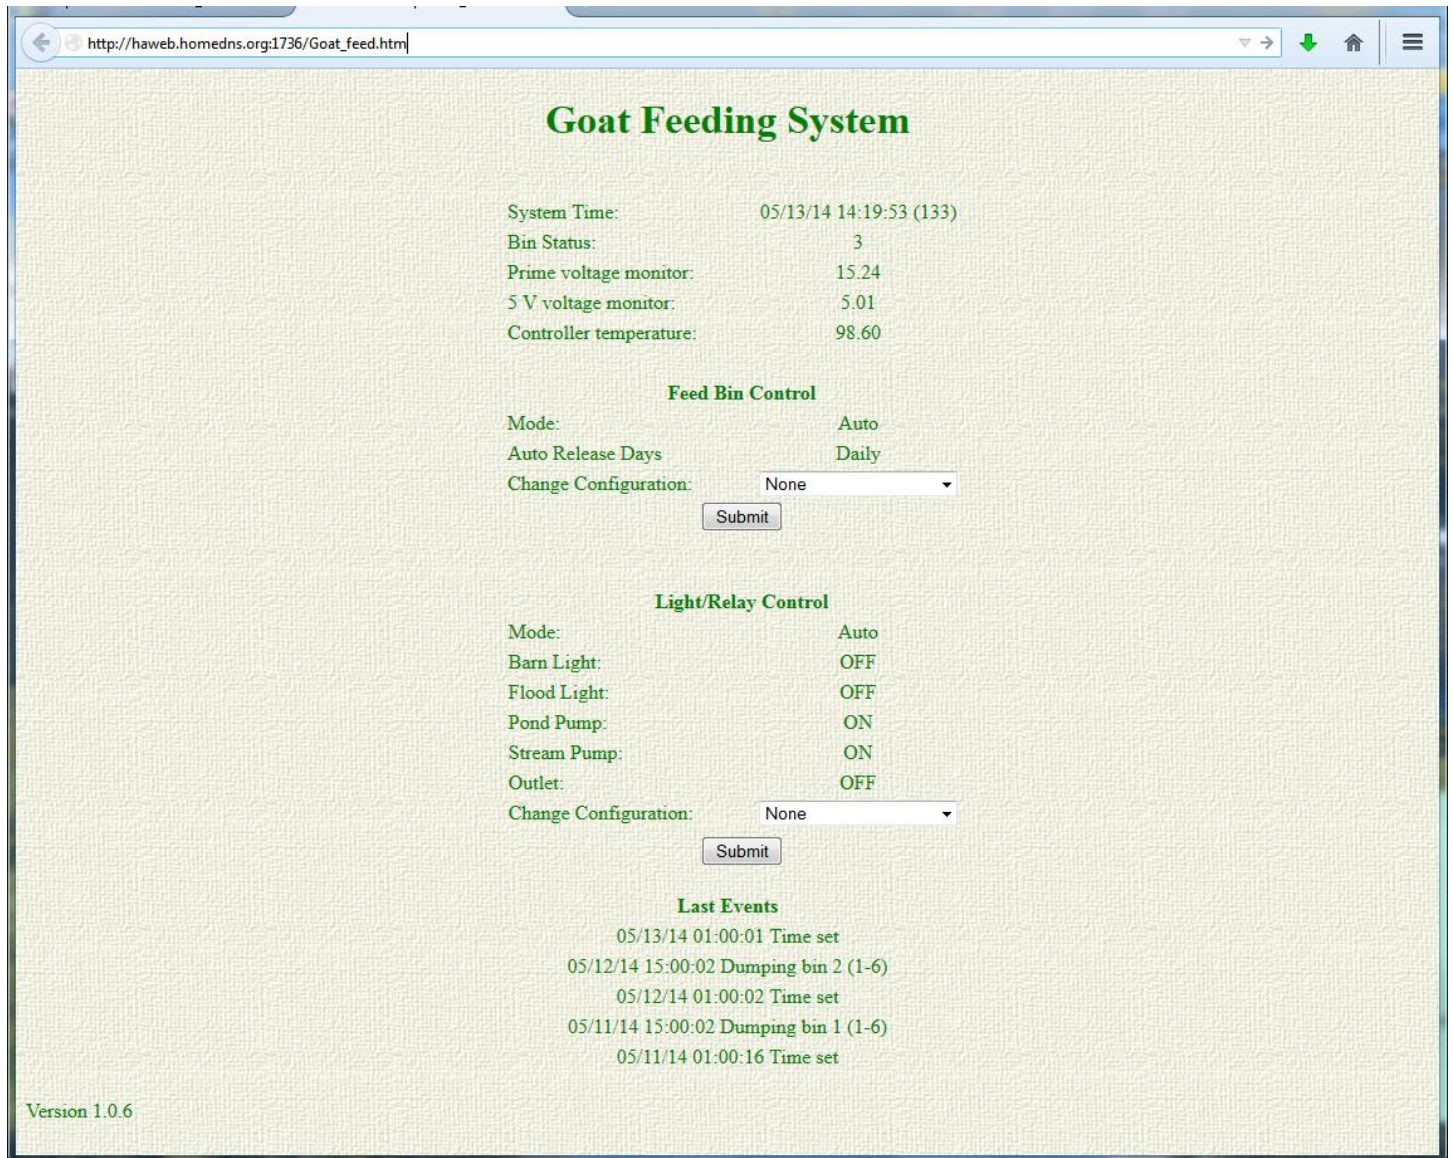 http://haweb.homedns.org:1736/Goat_feed.htm
Goat Feeding System
System Time: 05/13/14 14:19:53 (133)
Bin Status: 3
Prime voltage monitor: 15.24
5 V voltage monitor: 5.01
Controller temperature: 98.60
Feed Bin Control
Mode: Auto
Auto Release Days Daily
Change Configuration: None
Submit
Light/Relay Control
Mode: Auto
Barn Light: OFF
Flood Light: OFF
Pond Pump: ON
Stream Pump: ON
Outlet: OFF
Change Configuration: None
Submit
Last Events
05/13/14 01:00:01 Time set
05/12/14 15:00:02 Dumping bin 2 (1-6)
05/12/14 01:00:02 Time set
05/11/14 15:00:02 Dumping bin 1 (1-6)
05/11/14 01:00:16 Time set
Version 1.0.6